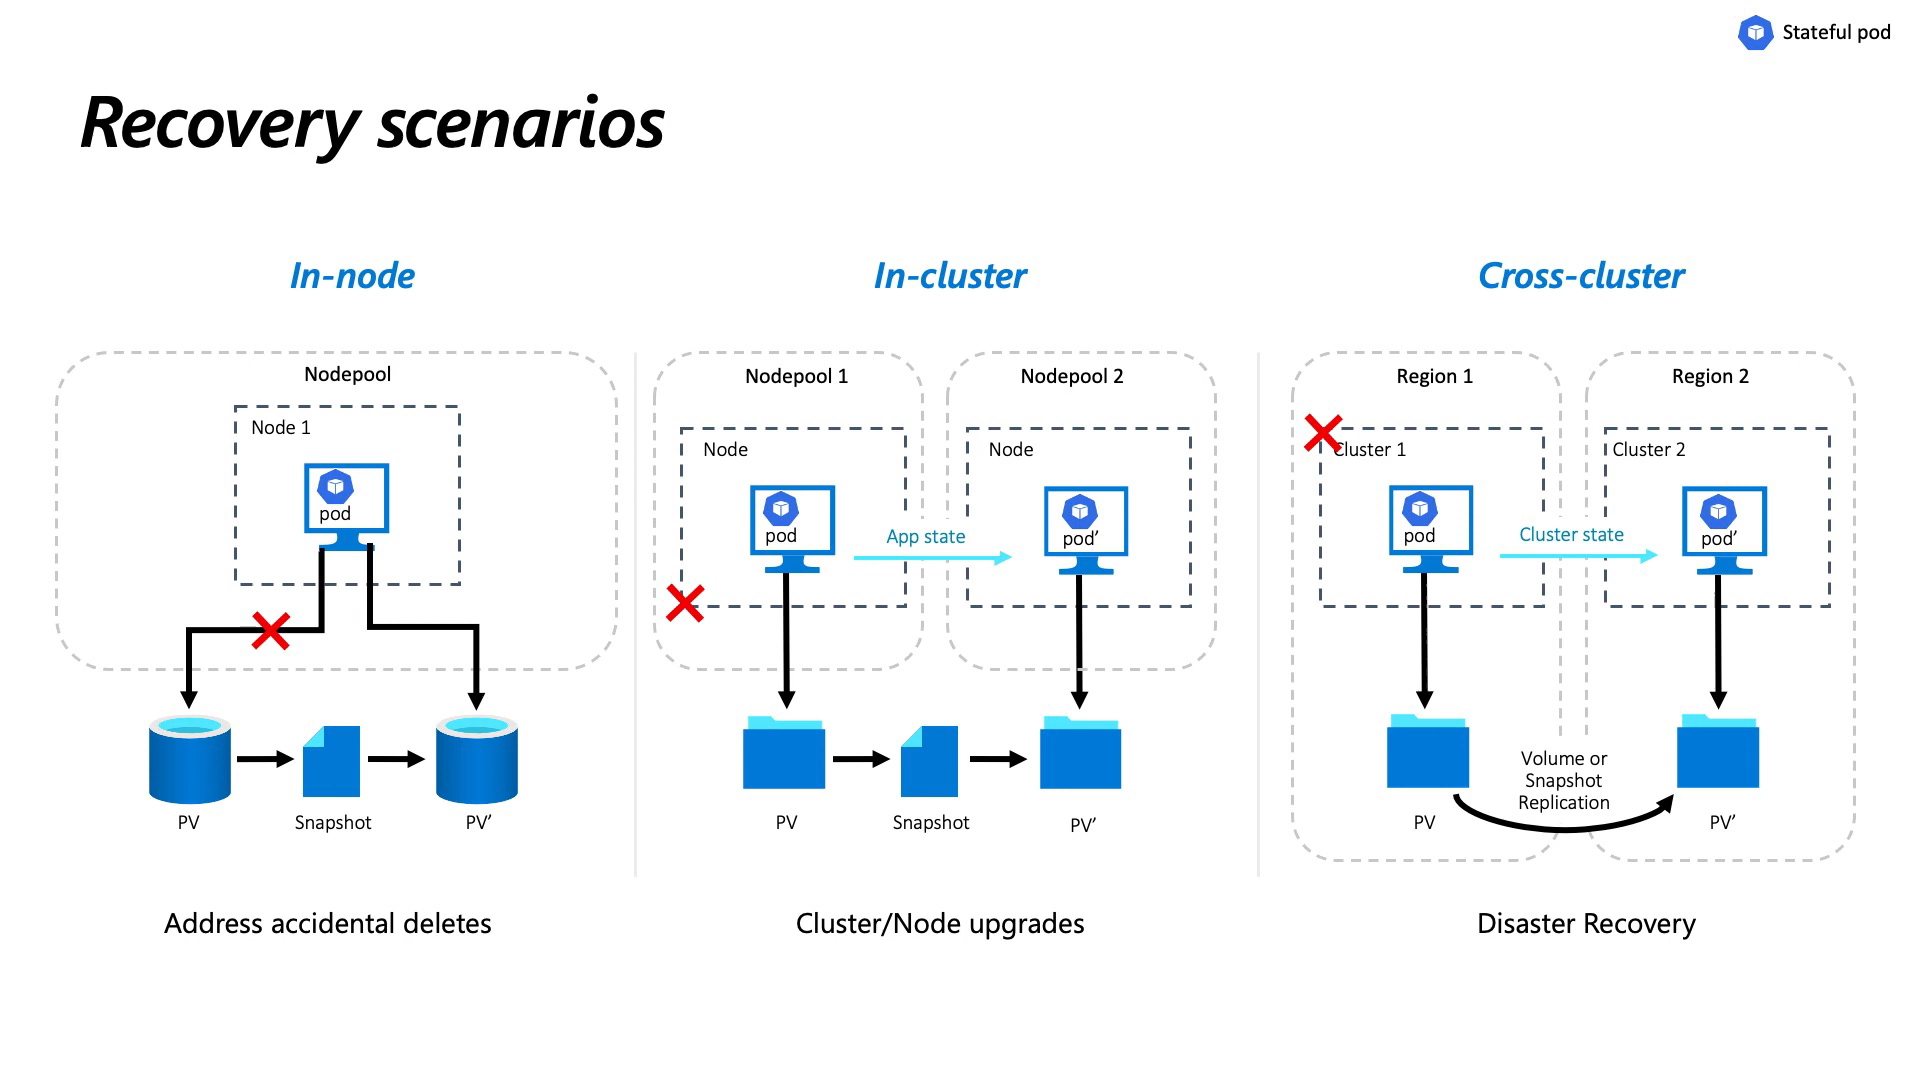 Stateful pod
Recovery scenarios
In-node
Nodepool
Node 1
pod
PV
Snapshot
PV’
Address accidental deletes
In-cluster
Nodepool 1
Nodepool 2
Node
Node
pod
App state
pod’
PV
Snapshot
PV’
Cluster/Node upgrades
Cross-cluster
Region 1
Region 2
Cluster 1
Cluster 2
pod
Cluster state
pod’
Volume or
Snapshot
Replication
PV
PV’
Disaster Recovery